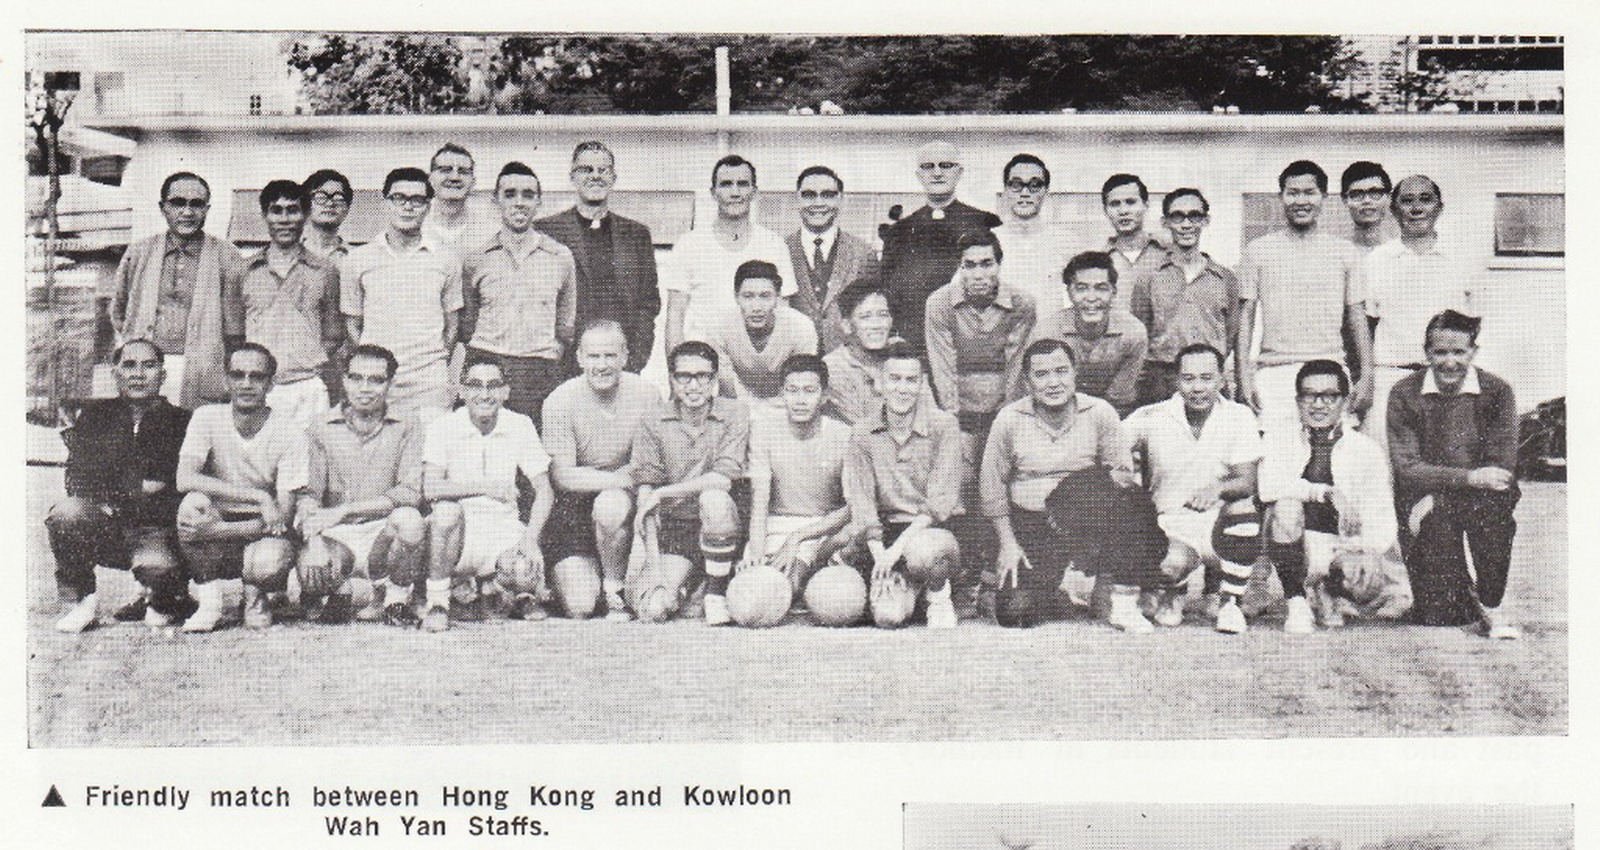 ▲ Friendly match between Hong Kong and Kowloon
Wah Yan Staffs.